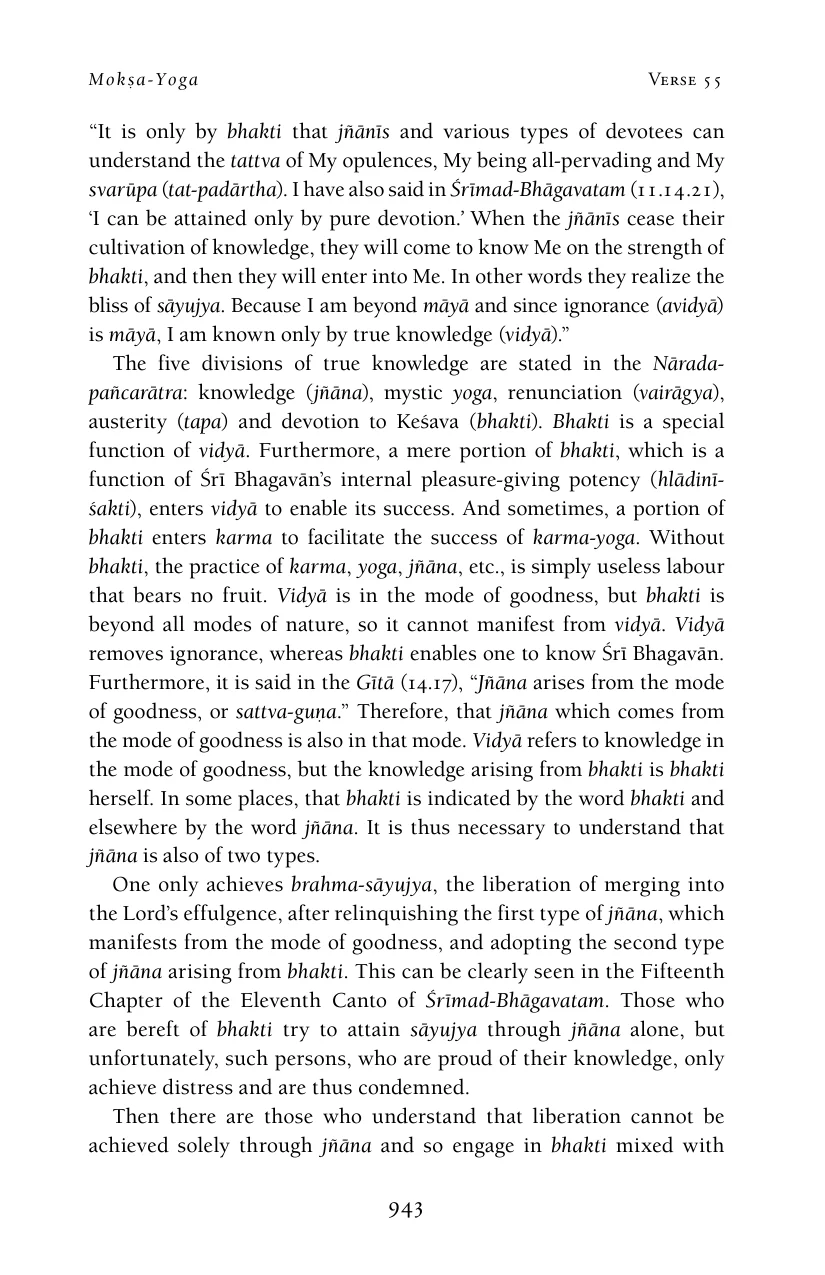 Mokṣa-Yoga Verse 55
“It is only by bhakti that jñānīs and various types of devotees can
understand the tattva of My opulences, My being all-pervading and My
svarūpa (tat-padārtha). I have also said in Śrīmad-Bhāgavatam (11.14.21),
‘I can be attained only by pure devotion.’ When the jñānīs cease their
cultivation of knowledge, they will come to know Me on the strength of
bhakti, and then they will enter into Me. In other words they realize the
bliss of sāyujya. Because I am beyond māyā and since ignorance (avidyā)
is māyā, I am known only by true knowledge (vidyā).”
The five divisions of true knowledge are stated in the Nārada-
pañcarātra: knowledge (jñāna), mystic yoga, renunciation (vairāgya),
austerity (tapa) and devotion to Keśava (bhakti). Bhakti is a special
function of vidyā. Furthermore, a mere portion of bhakti, which is a
function of Śrī Bhagavān’s internal pleasure-giving potency (hlādinī-
śakti), enters vidyā to enable its success. And sometimes, a portion of
bhakti enters karma to facilitate the success of karma-yoga. Without
bhakti, the practice of karma, yoga, jñāna, etc., is simply useless labour
that bears no fruit. Vidyā is in the mode of goodness, but bhakti is
beyond all modes of nature, so it cannot manifest from vidyā. Vidyā
removes ignorance, whereas bhakti enables one to know Śrī Bhagavān.
Furthermore, it is said in the Gītā (14.17), “Jñāna arises from the mode
of goodness, or sattva-guṇa.” Therefore, that jñāna which comes from
the mode of goodness is also in that mode. Vidyā refers to knowledge in
the mode of goodness, but the knowledge arising from bhakti is bhakti
herself. In some places, that bhakti is indicated by the word bhakti and
elsewhere by the word jñāna. It is thus necessary to understand that
jñāna is also of two types.
One only achieves brahma-sāyujya, the liberation of merging into
the Lord’s effulgence, after relinquishing the first type of jñāna, which
manifests from the mode of goodness, and adopting the second type
of jñāna arising from bhakti. This can be clearly seen in the Fifteenth
Chapter of the Eleventh Canto of Śrīmad-Bhāgavatam. Those who
are bereft of bhakti try to attain sāyujya through jñāna alone, but
unfortunately, such persons, who are proud of their knowledge, only
achieve distress and are thus condemned.
Then there are those who understand that liberation cannot be
achieved solely through jñāna and so engage in bhakti mixed with
943